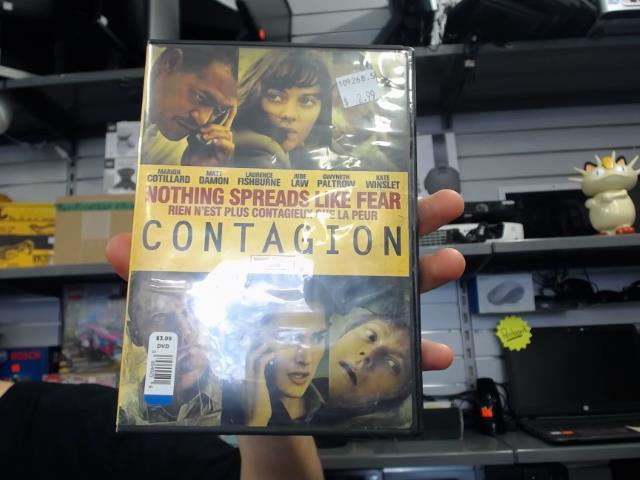 109268.5
$ 2.99
MARION COTILLARD MATT DAMON LAURENCE FISHBURNE JUDE LAW GWYNETH PALTROW KATE WINSLET
NOTHING SPREADS LIKE FEAR
RIEN N'EST PLUS CONTAGIEUX QUE LA PEUR
CONTAGION
$3.99
DVD
BOSCH